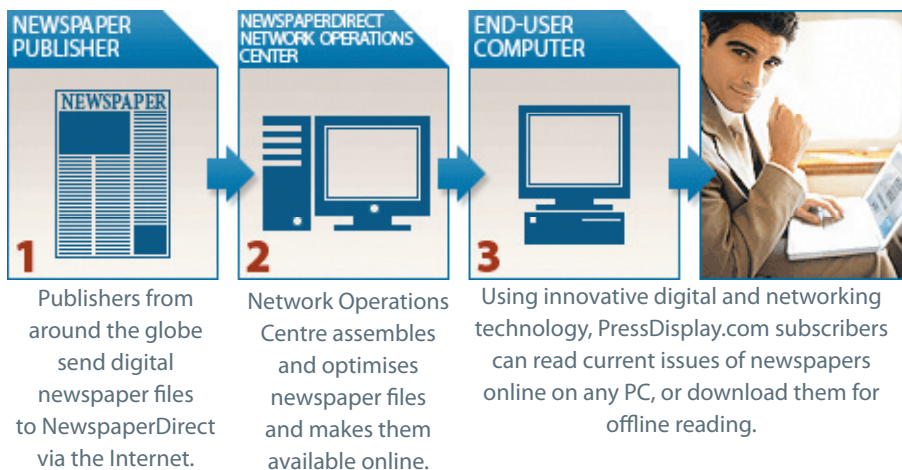 NEWSPAPER
PUBLISHER
NEWSPAPER
1
Publishers from
around the globe
send digital
newspaper files
to NewspaperDirect
via the Internet.
NEWSPAPERDIRECT
NETWORK OPERATIONS
CENTER
2
Network Operations
Centre assembles
and optimises
newspaper files
and makes them
available online.
END-USER
COMPUTER
3
Using innovative digital and networking
technology, PressDisplay.com subscribers
can read current issues of newspapers
online on any PC, or download them for
offline reading.